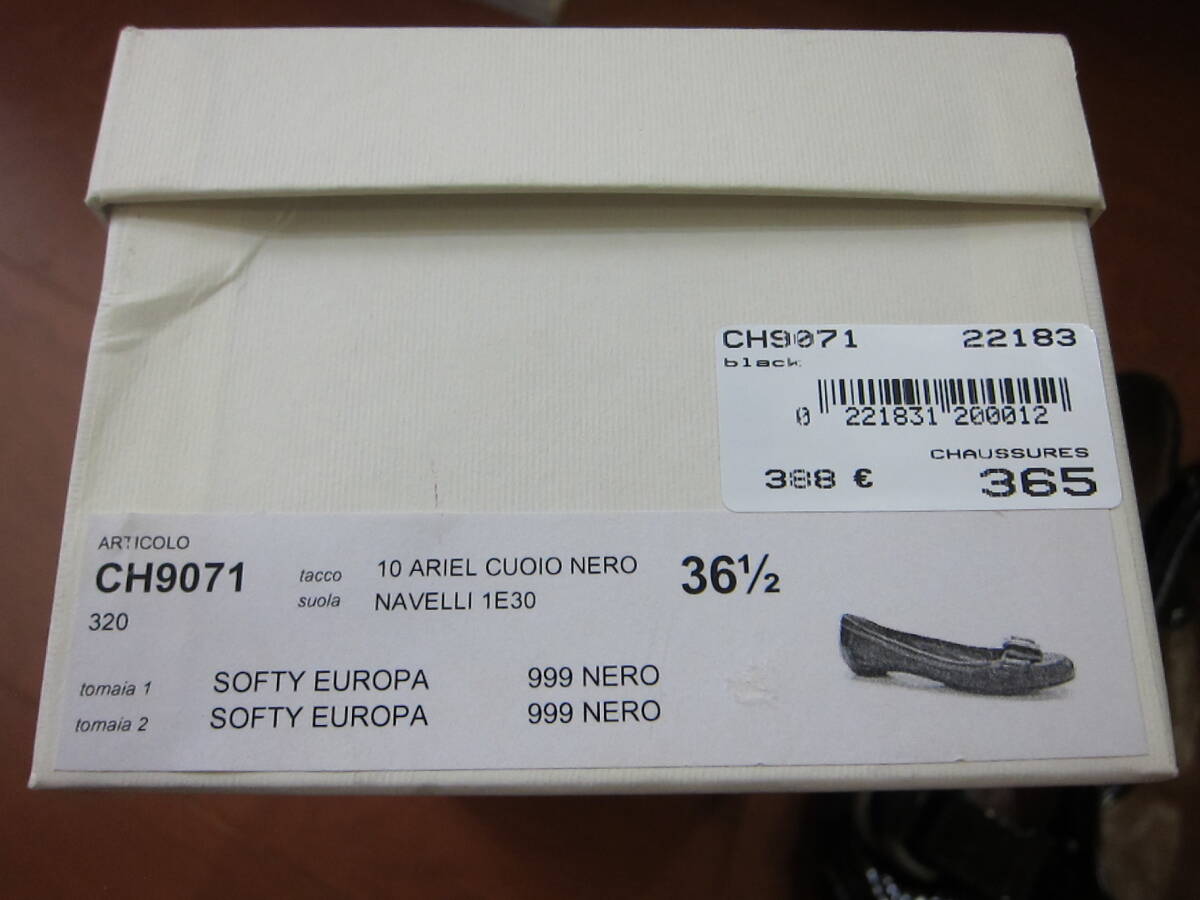 CH9071 22183
black
0 221831 200012
CHAUSSURES
388 € 365
ARTICOLO
CH9071 tacco 10 ARIEL CUOIO NERO 36½
320 suola NAVELLI 1E30
tomaia 1 SOFTY EUROPA 999 NERO
tomaia 2 SOFTY EUROPA 999 NERO